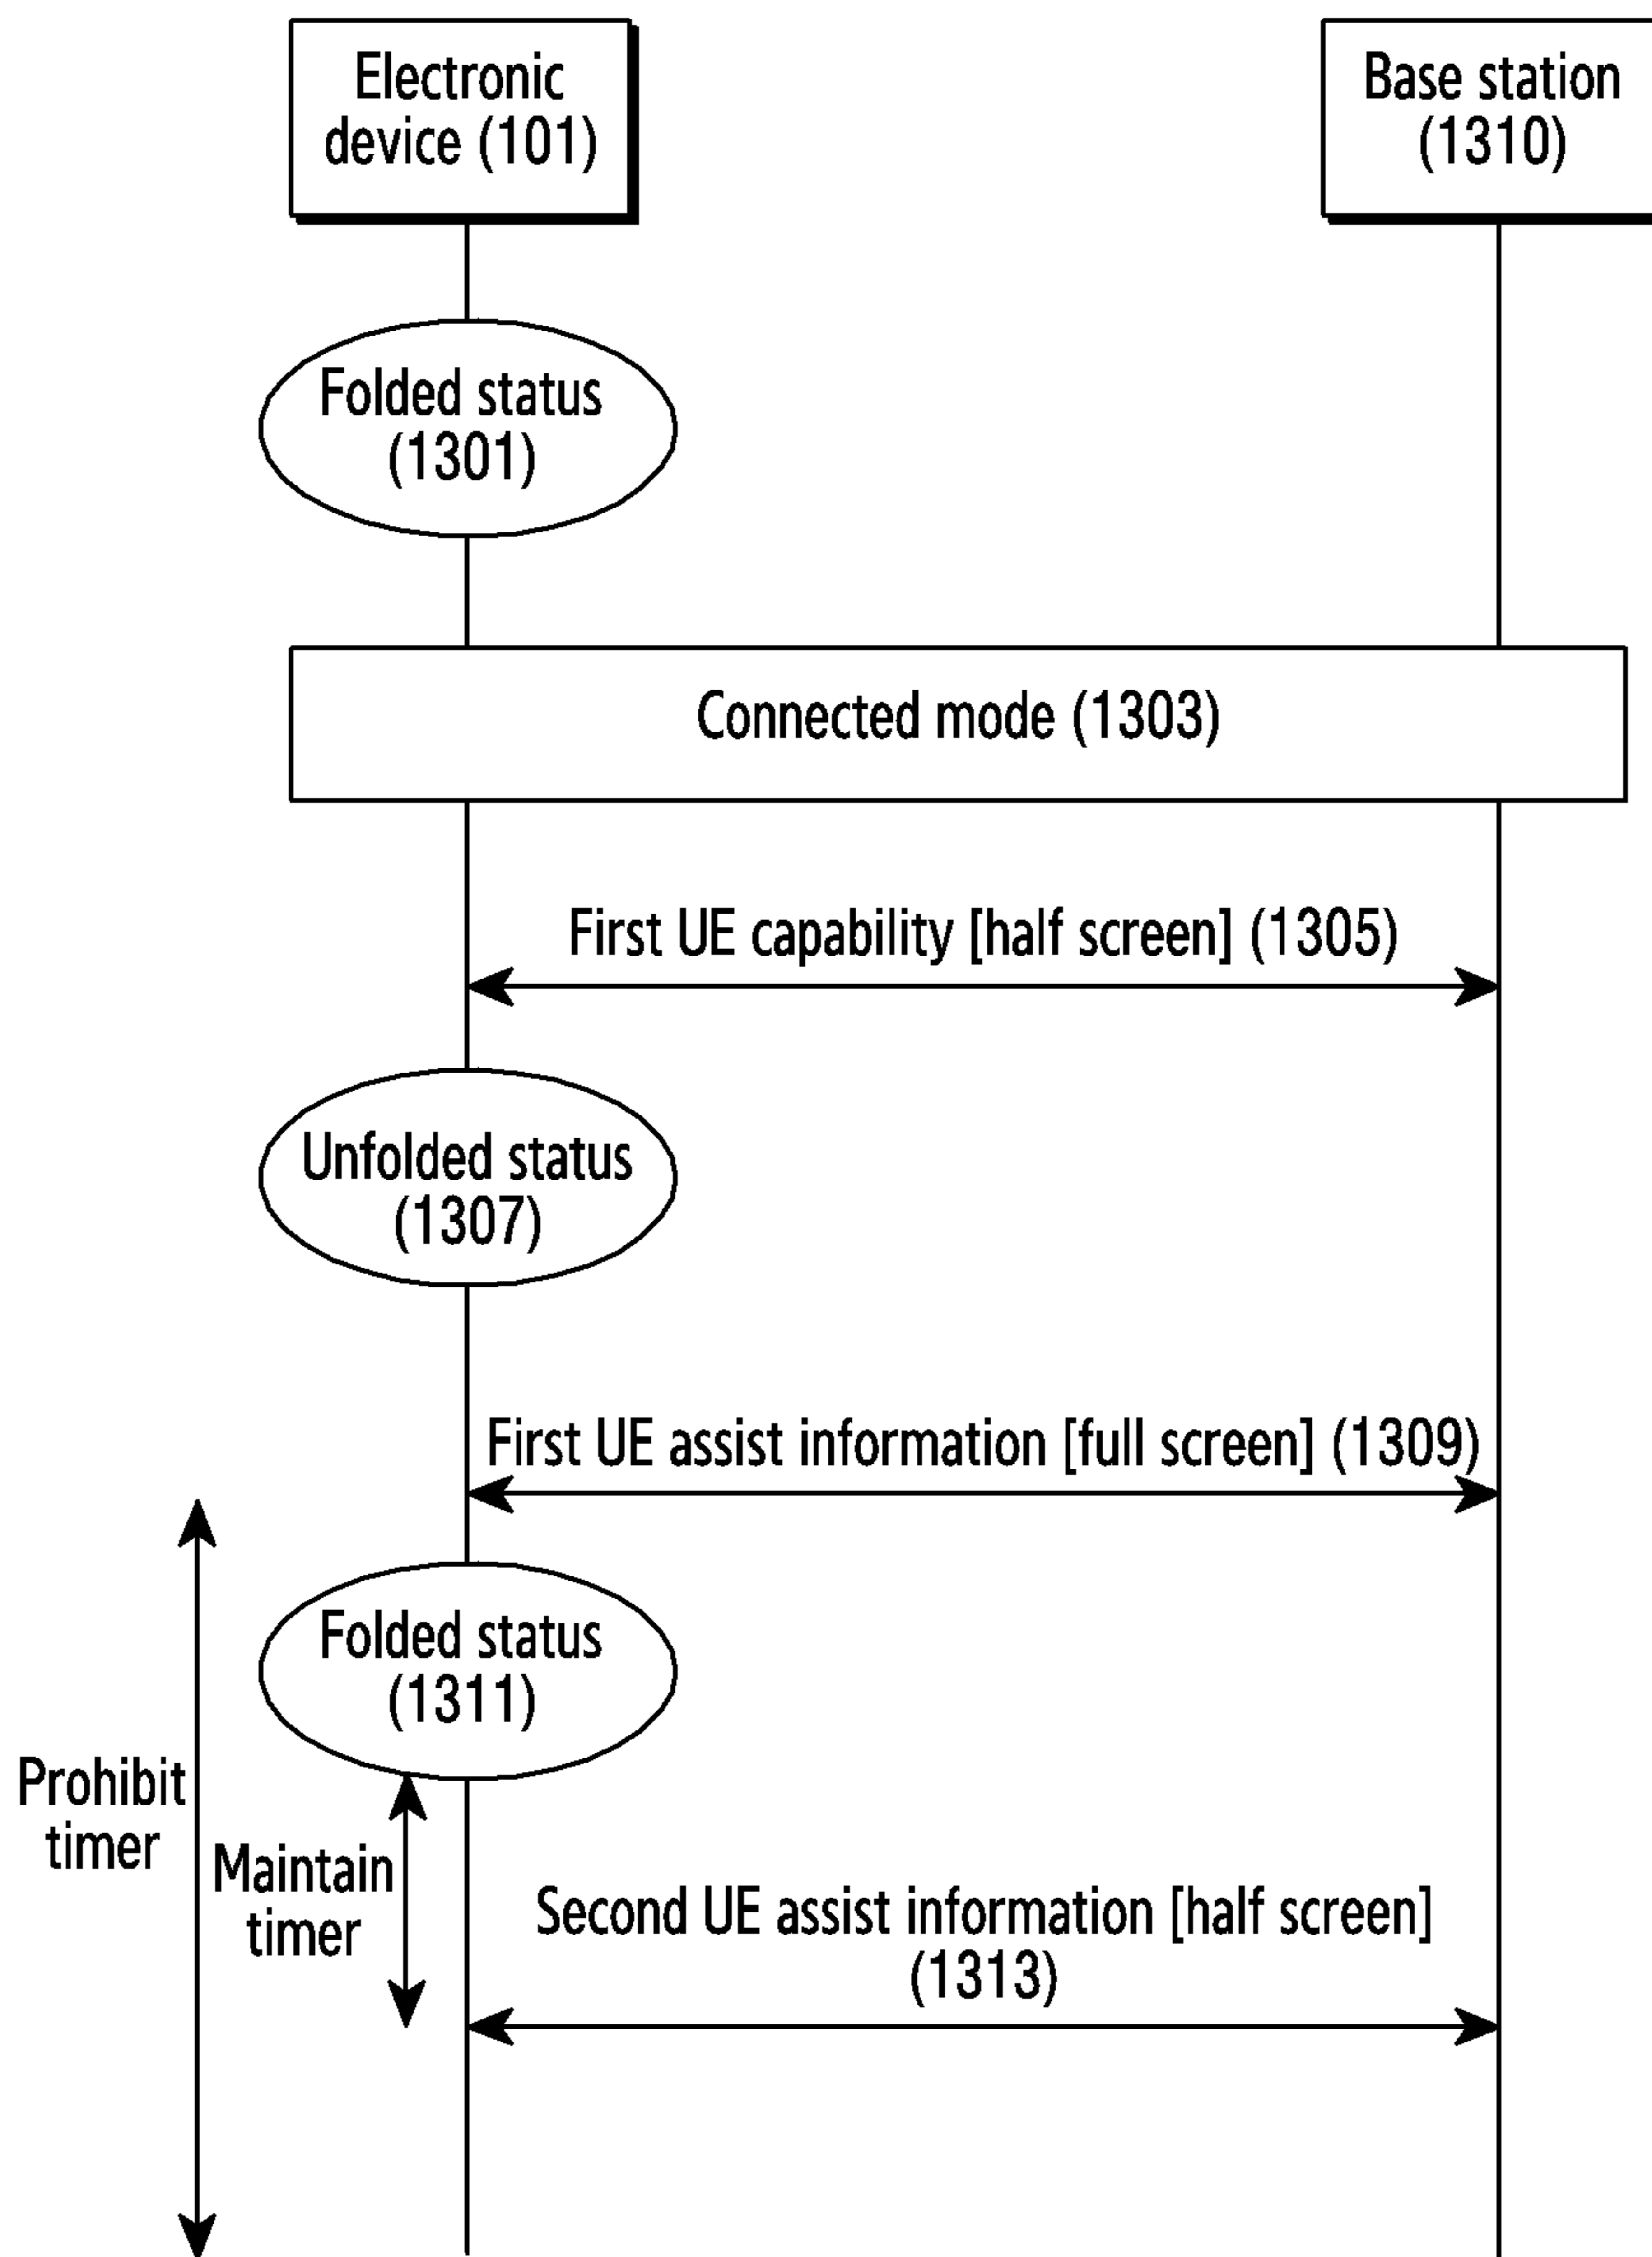 Electronic
device (101)
Base station
(1310)
Folded status
(1301)
Connected mode (1303)
First UE capability [half screen] (1305)
Unfolded status
(1307)
First UE assist information [full screen] (1309)
Folded status
(1311)
Prohibit
timer
Maintain
timer
Second UE assist information [half screen]
(1313)